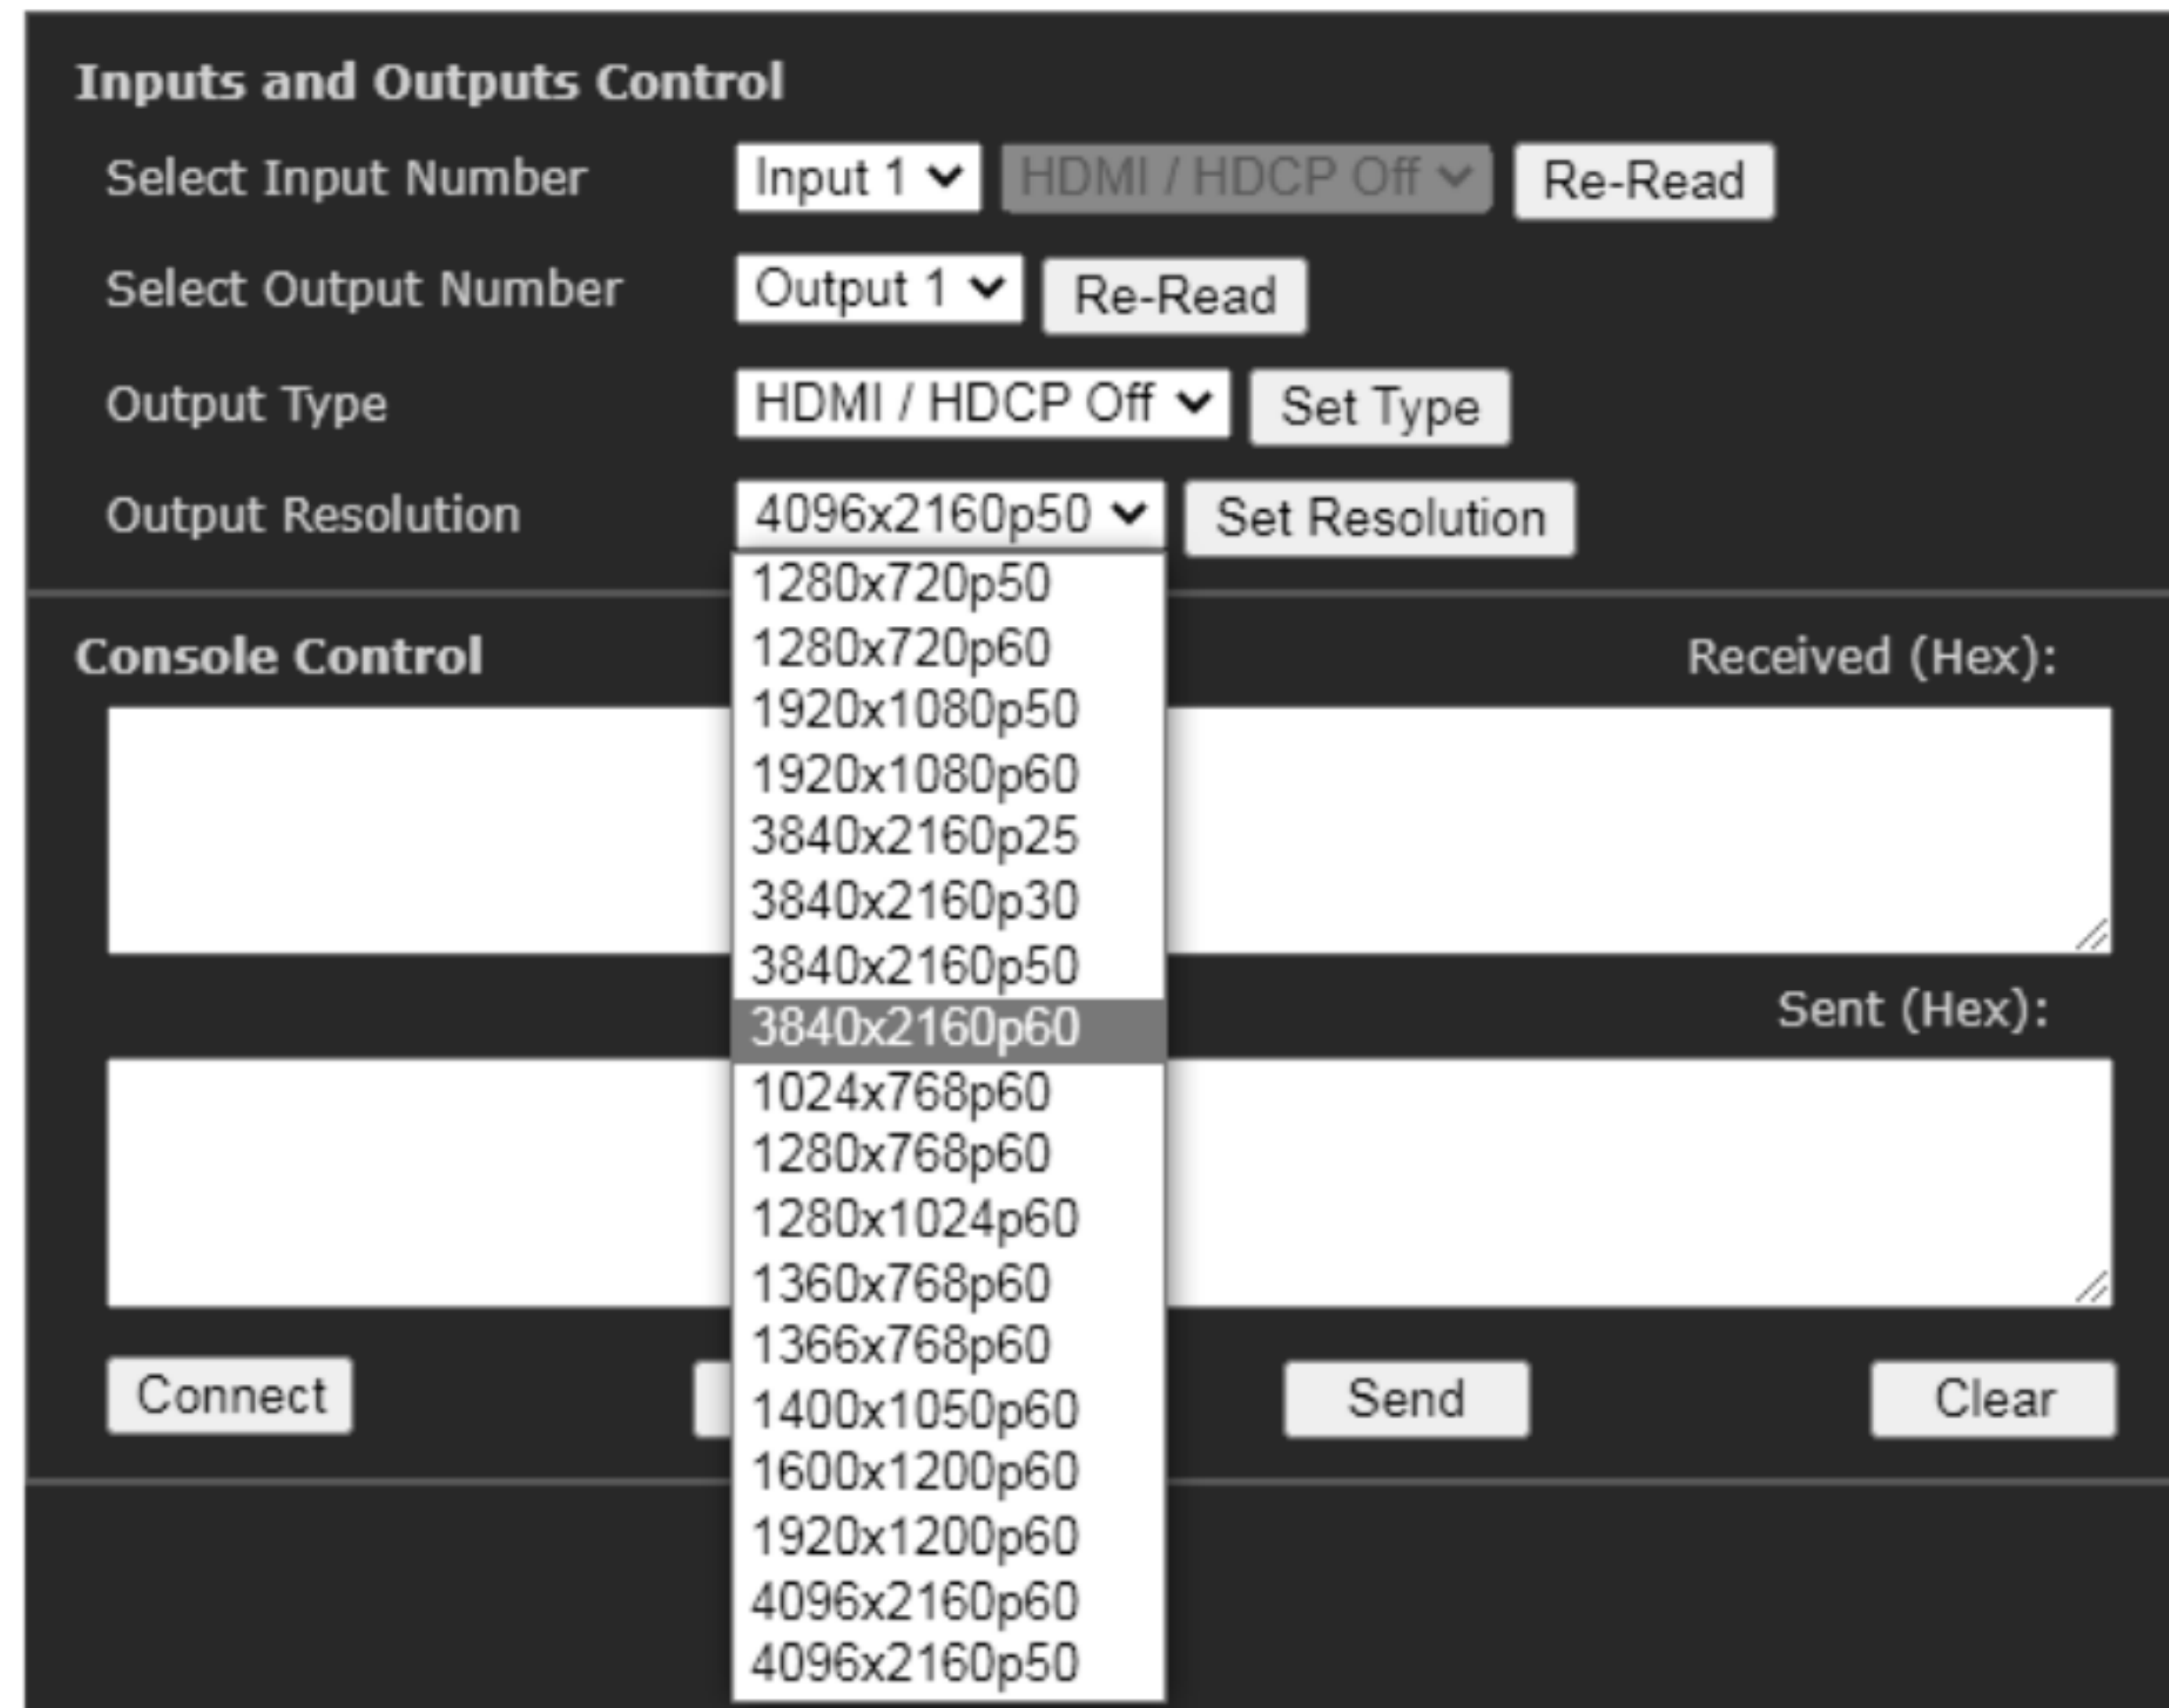 Inputs and Outputs Control
Select Input Number Input 1 HDMI / HDCP Off Re-Read
Select Output Number Output 1 Re-Read
Output Type HDMI / HDCP Off Set Type
Output Resolution 4096x2160p50 Set Resolution
1280x720p50
1280x720p60
1920x1080p50
1920x1080p60
3840x2160p25
3840x2160p30
3840x2160p50
3840x2160p60
1024x768p60
1280x768p60
1280x1024p60
1360x768p60
1366x768p60
1400x1050p60
1600x1200p60
1920x1200p60
4096x2160p60
4096x2160p50
Console Control Received (Hex):
Sent (Hex):
Connect Send Clear